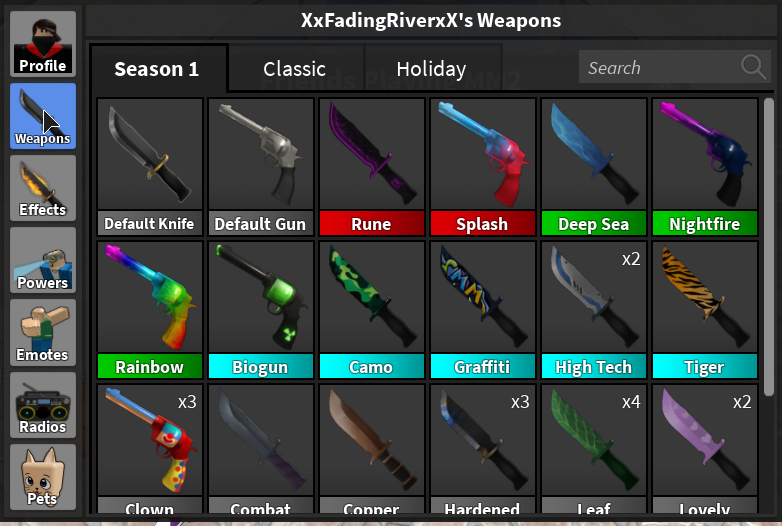 XxFadingRiverxX's Weapons
Profile
Weapons
Effects
Powers
Emotes
Radios
Pets
Season 1 Classic Holiday Search
Default Knife Default Gun Rune Splash Deep Sea Nightfire
x2
Rainbow Biogun Camo Graffiti High Tech Tiger
x3 x3 x4 x2
Clown Combat Copper Hardened Leaf Lovely